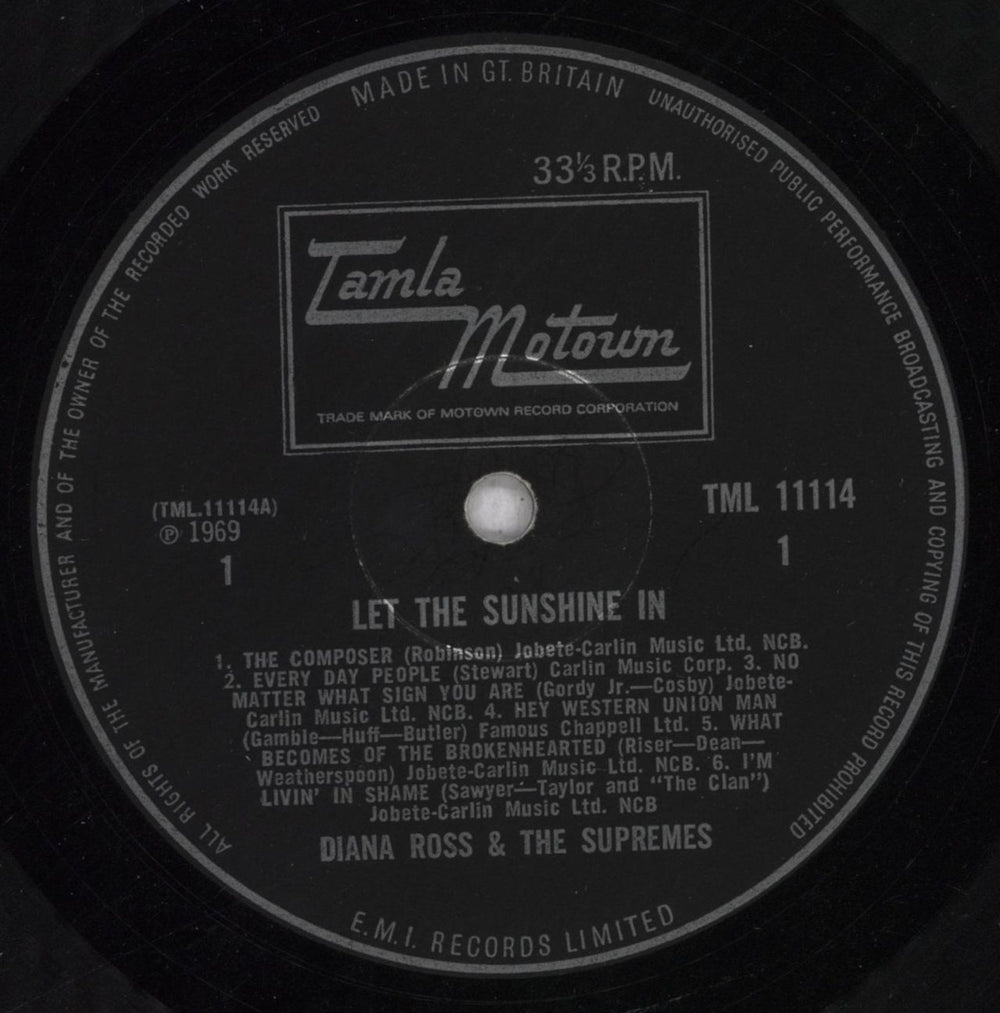 MADE IN GT. BRITAIN
UNAUTHORISED PUBLIC PERFORMANCE BROADCASTING AND COPYING OF THIS RECORD PROHIBITED
ALL RIGHTS OF THE MANUFACTURER AND OF THE OWNER OF THE RECORDED WORK RESERVED
33⅓ R.P.M.
Tamla
Motown
TRADE MARK OF MOTOWN RECORD CORPORATION
(TML.11114A)
℗ 1969
1
TML 11114
1
LET THE SUNSHINE IN
1. THE COMPOSER (Robinson) Jobete-Carlin Music Ltd. NCB.
2. EVERY DAY PEOPLE (Stewart) Carlin Music Corp. 3. NO
MATTER WHAT SIGN YOU ARE (Gordy Jr.—Cosby) Jobete-
Carlin Music Ltd. NCB. 4. HEY WESTERN UNION MAN
(Gamble—Huff—Butler) Famous Chappell Ltd. 5. WHAT
BECOMES OF THE BROKENHEARTED (Riser—Dean—
Weatherspoon) Jobete-Carlin Music Ltd. NCB. 6. I'M
LIVIN' IN SHAME (Sawyer—Taylor and "The Clan")
Jobete-Carlin Music Ltd. NCB
DIANA ROSS & THE SUPREMES
E.M.I. RECORDS LIMITED